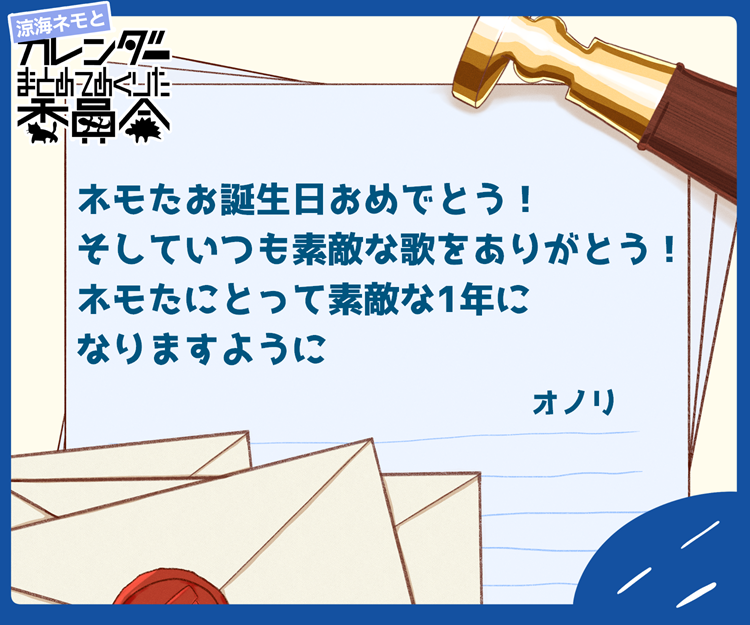 涼海ネモと
カレンダー
まとめてめくりた
委員会
ネモたお誕生日おめでとう！
そしていつも素敵な歌をありがとう！
ネモたにとって素敵な1年に
なりますように
オノリ